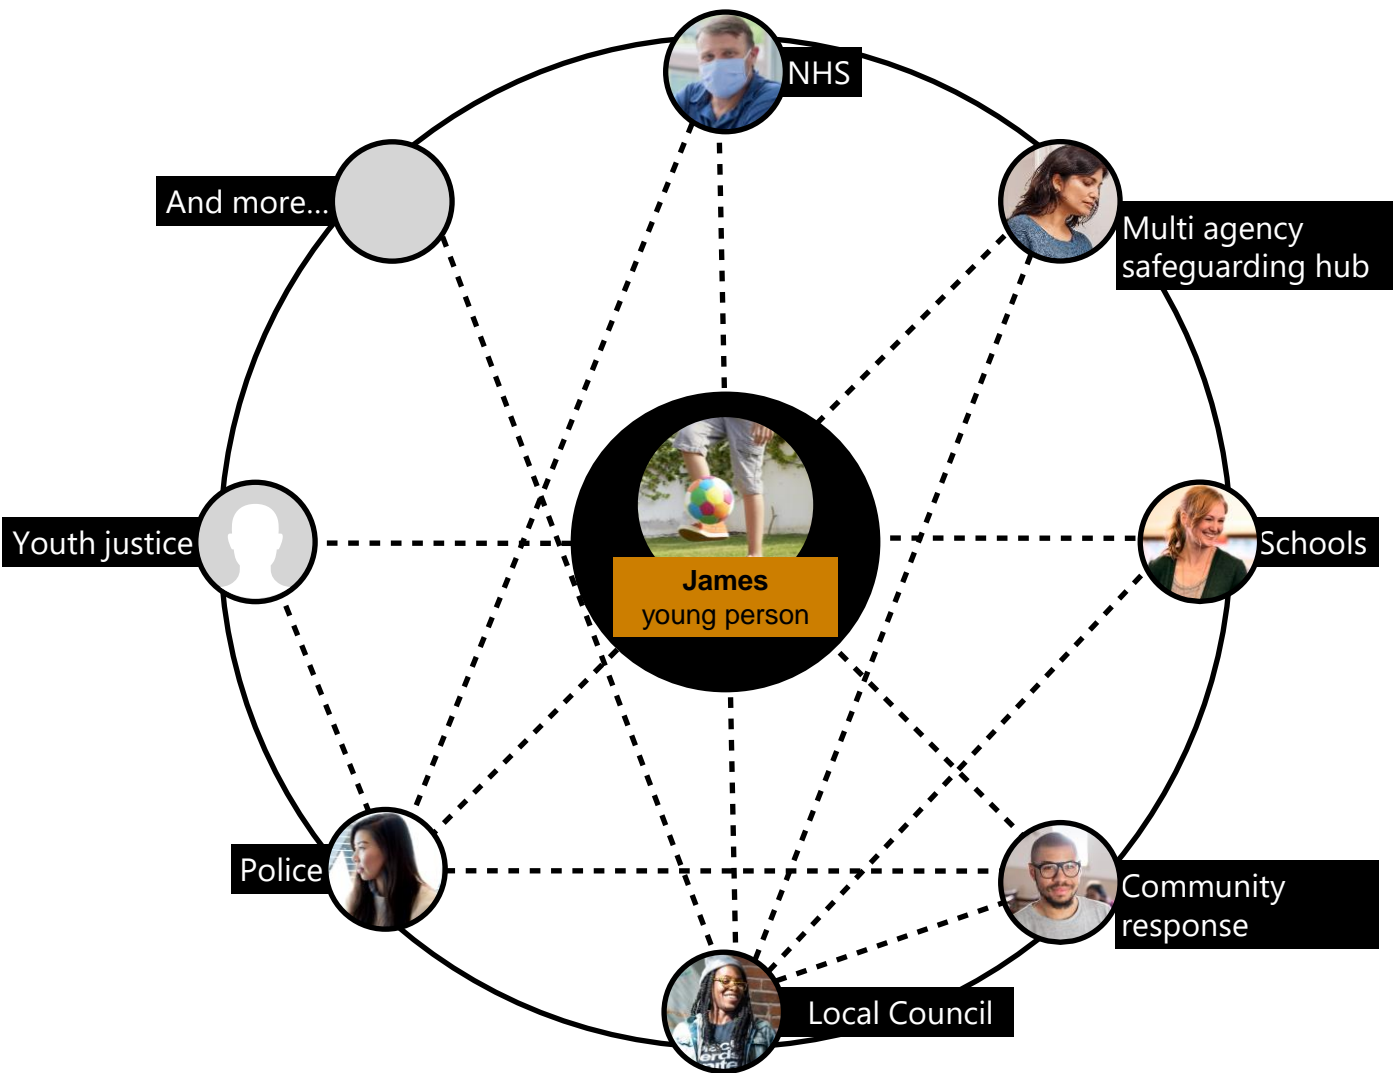 NHS
And more...
Multi agency
safeguarding hub
James
young person
Youth justice
Schools
Police
Community
response
Local Council